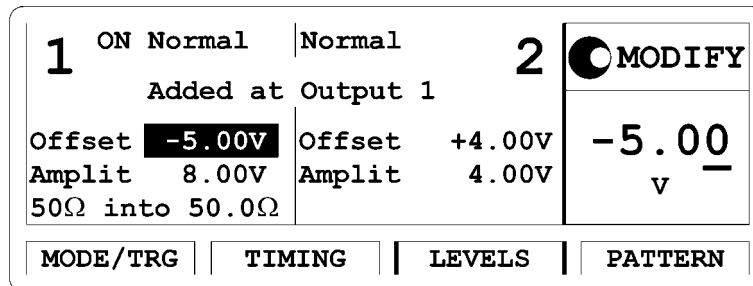 1 ON Normal Normal 2
Added at Output 1
Offset -5.00V Offset +4.00V
Amplit 8.00V Amplit 4.00V
50Ω into 50.0Ω
MODIFY
-5.00
V
MODE/TRG TIMING LEVELS PATTERN